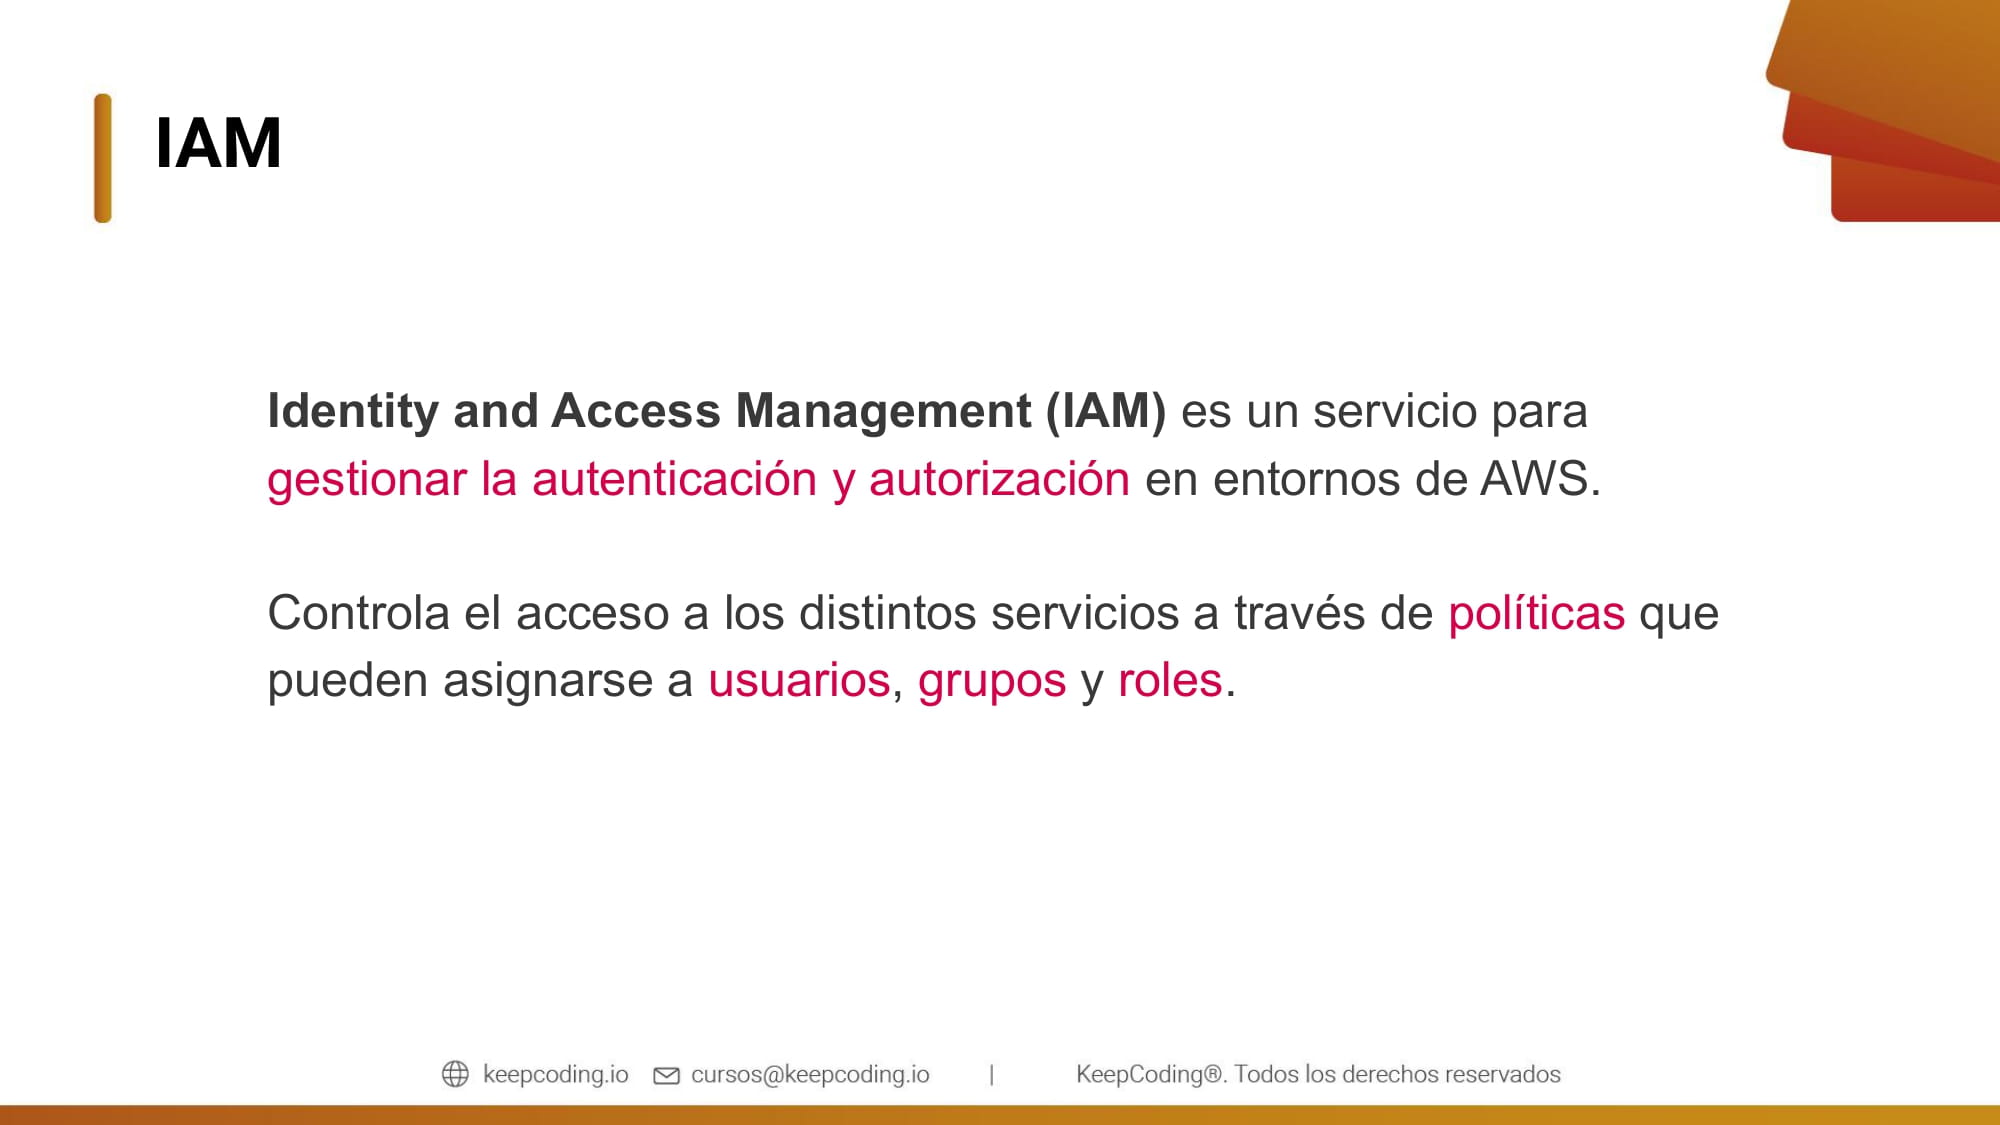 IAM
Identity and Access Management (IAM) es un servicio para
gestionar la autenticación y autorización en entornos de AWS.
Controla el acceso a los distintos servicios a través de políticas que
pueden asignarse a usuarios, grupos y roles.
keepcoding.io cursos@keepcoding.io | KeepCoding®. Todos los derechos reservados